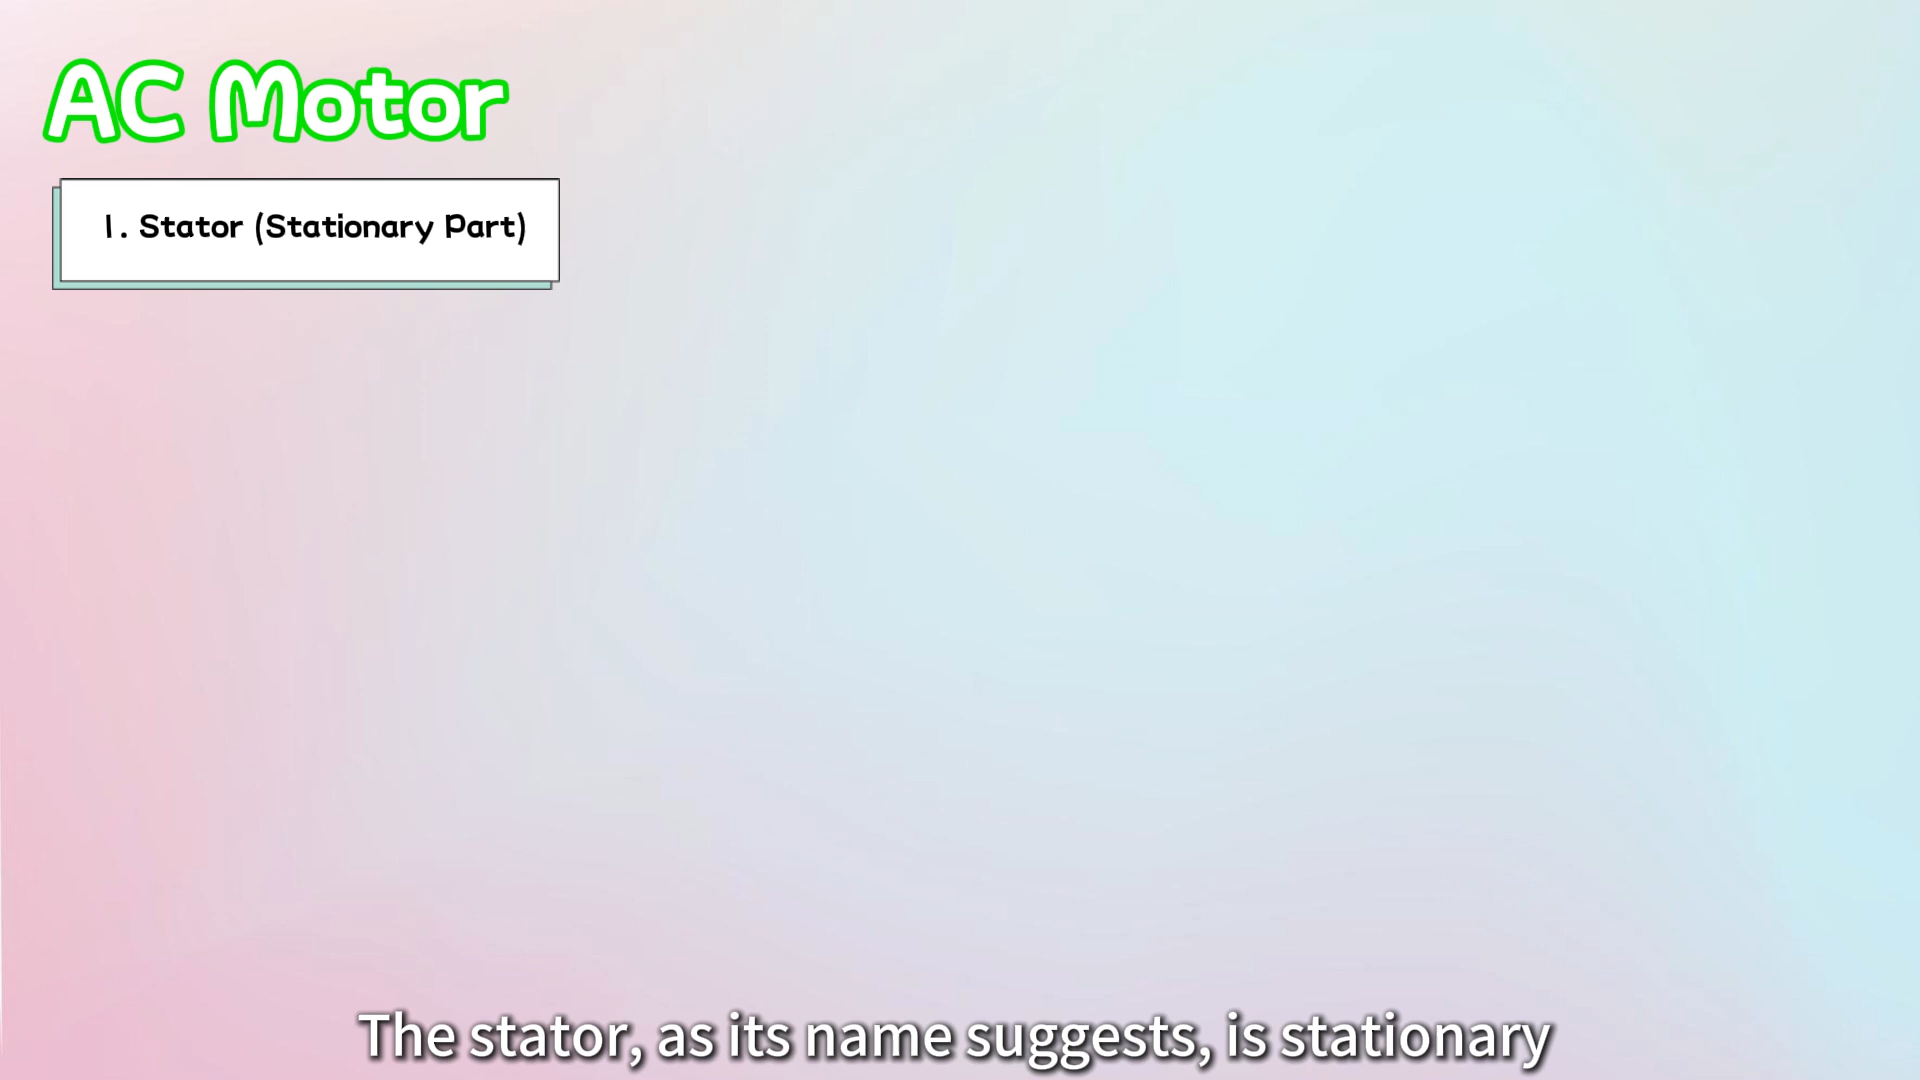 AC Motor
1. Stator (Stationary Part)
The stator, as its name suggests, is stationary